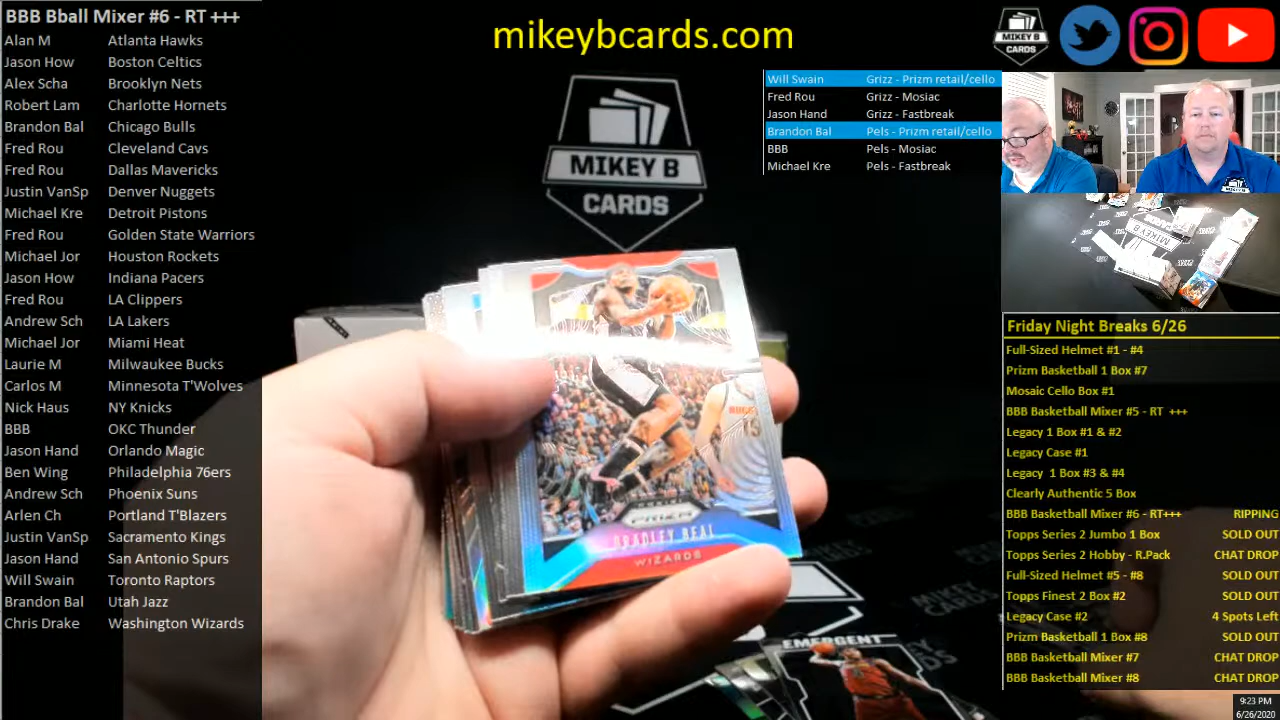 BBB Bball Mixer #6 - RT +++
Alan M Atlanta Hawks
Jason How Boston Celtics
Alex Scha Brooklyn Nets
Robert Lam Charlotte Hornets
Brandon Bal Chicago Bulls
Fred Rou Cleveland Cavs
Fred Rou Dallas Mavericks
Justin VanSp Denver Nuggets
Michael Kre Detroit Pistons
Fred Rou Golden State Warriors
Michael Jor Houston Rockets
Jason How Indiana Pacers
Fred Rou LA Clippers
Andrew Sch LA Lakers
Michael Jor Miami Heat
Laurie M Milwaukee Bucks
Carlos M Minnesota T'Wolves
Nick Haus NY Knicks
BBB OKC Thunder
Jason Hand Orlando Magic
Ben Wing Philadelphia 76ers
Andrew Sch Phoenix Suns
Arlen Ch Portland T'Blazers
Justin VanSp Sacramento Kings
Jason Hand San Antonio Spurs
Will Swain Toronto Raptors
Brandon Bal Utah Jazz
Chris Drake Washington Wizards
mikeybcards.com
MIKEY B
CARDS
Will Swain Grizz - Prizm retail/cello
Fred Rou Grizz - Mosiac
Jason Hand Grizz - Fastbreak
Brandon Bal Pels - Prizm retail/cello
BBB Pels - Mosiac
Michael Kre Pels - Fastbreak
MIKEY B
CARDS
PRIZM
BRADLEY BEAL
WIZARDS
EMERGENT
Friday Night Breaks 6/26
Full-Sized Helmet #1 - #4
Prizm Basketball 1 Box #7
Mosaic Cello Box #1
BBB Basketball Mixer #5 - RT +++
Legacy 1 Box #1 & #2
Legacy Case #1
Legacy 1 Box #3 & #4
Clearly Authentic 5 Box
BBB Basketball Mixer #6 - RT+++ RIPPING
Topps Series 2 Jumbo 1 Box SOLD OUT
Topps Series 2 Hobby - R.Pack CHAT DROP
Full-Sized Helmet #5 - #8 SOLD OUT
Topps Finest 2 Box #2 SOLD OUT
Legacy Case #2 4 Spots Left
Prizm Basketball 1 Box #8 SOLD OUT
BBB Basketball Mixer #7 CHAT DROP
BBB Basketball Mixer #8 CHAT DROP
9:23 PM
6/26/2020